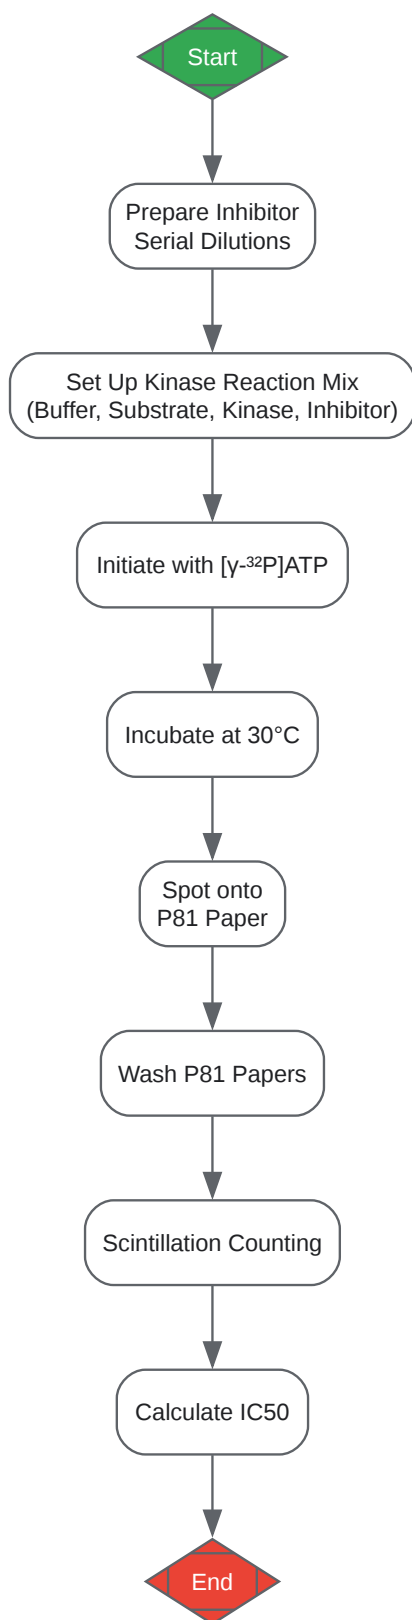 Start
Prepare Inhibitor
Serial Dilutions
Set Up Kinase Reaction Mix
(Buffer, Substrate, Kinase, Inhibitor)
Initiate with [γ-³²P]ATP
Incubate at 30°C
Spot onto
P81 Paper
Wash P81 Papers
Scintillation Counting
Calculate IC50
End